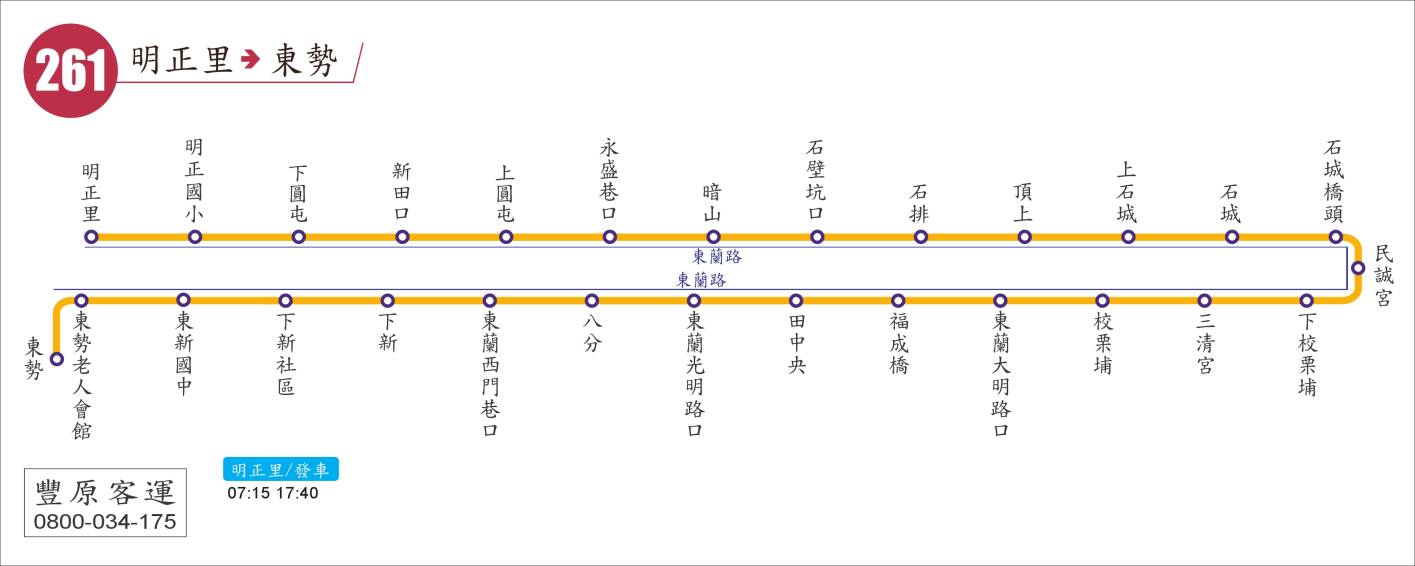 261 明正里➔東勢
明正里
明正國小
下圓屯
新田口
上圓屯
永盛巷口
暗山
石壁坑口
石排
頂上
上石城
石城
石城橋頭
民誠宮
東蘭路
東蘭路
下校栗埔
三清宮
校栗埔
東蘭大明路口
福成橋
田中央
東蘭光明路口
八分
東蘭西門巷口
下新
下新社區
東新國中
東勢老人會館
東勢
豐原客運
0800-034-175
明正里/發車
07:15 17:40